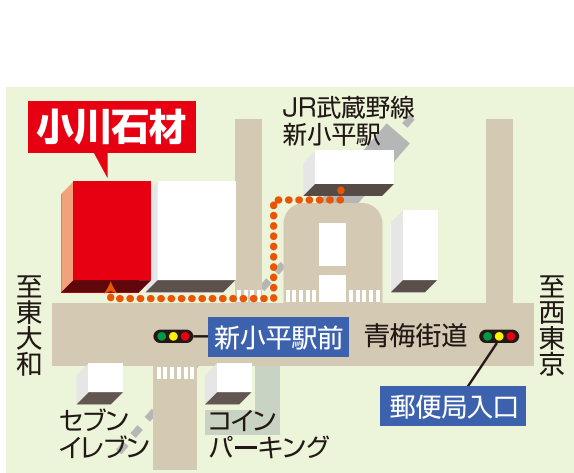 JR武蔵野線
新小平駅
小川石材
至東大和
至西東京
新小平駅前
青梅街道
郵便局入口
セブン
イレブン
コイン
パーキング